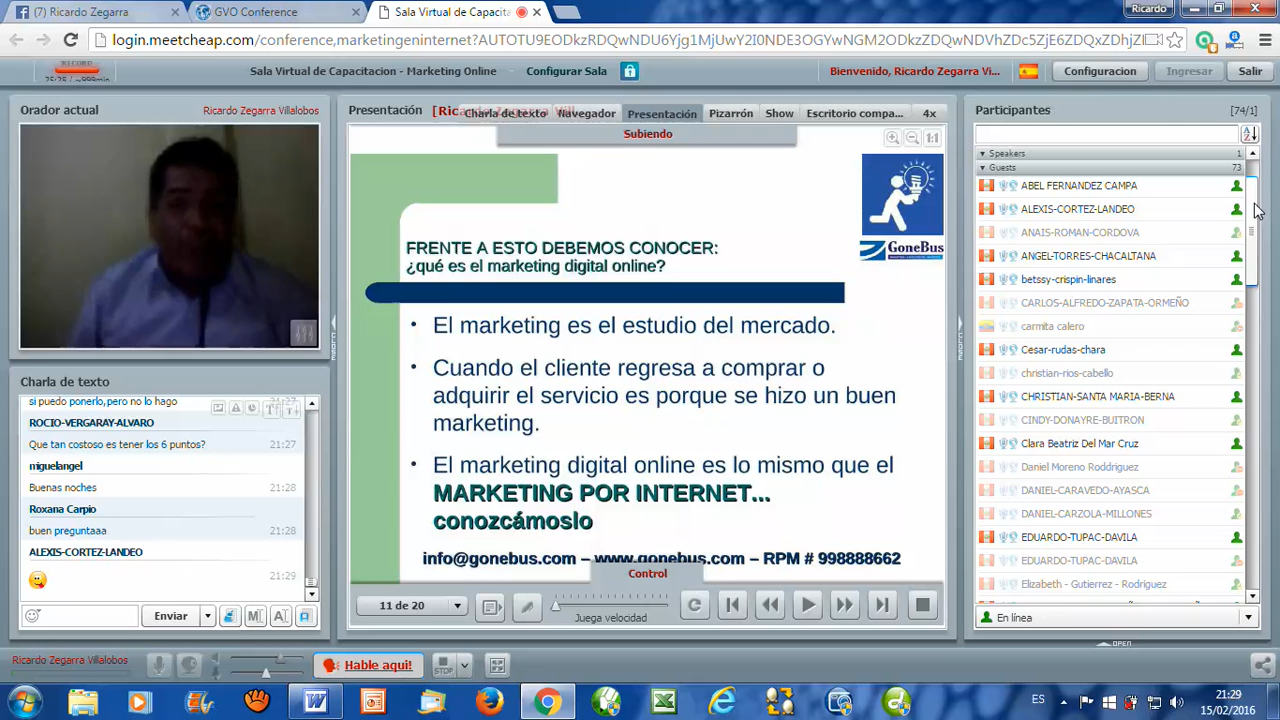 (7) Ricardo Zegarra
GVO Conference
Sala Virtual de Capacita
Ricardo
login.meetcheap.com/conference,marketingeninternet?
RECORD
Sala Virtual de Capacitacion - Marketing Online
Configurar Sala
Bienvenido, Ricardo Zegarra Vi...
Configuracion
Ingresar
Salir
Orador actual
Ricardo Zegarra Villalobos
Presentación
Charla de texto
Navegador
Presentación
Pizarrón
Show
Escritorio compa...
4x
Subiendo
1:1
FRENTE A ESTO DEBEMOS CONOCER:
¿qué es el marketing digital online?
GoneBus
• El marketing es el estudio del mercado.
• Cuando el cliente regresa a comprar o
adquirir el servicio es porque se hizo un buen
marketing.
• El marketing digital online es lo mismo que el
MARKETING POR INTERNET...
conozcámoslo
info@gonebus.com – www.gonebus.com – RPM # 998888662
Control
11 de 20
Juega velocidad
Charla de texto
si puedo ponerlo,pero no lo hago
ROCIO-VERGARAY-ALVARO
Que tan costoso es tener los 6 puntos? 21:27
miguelangel
Buenas noches 21:28
Roxana Carpio
buen preguntaaa 21:28
ALEXIS-CORTEZ-LANDEO
21:29
Enviar
Participantes
[74/1]
Speakers 1
Guests 73
ABEL FERNANDEZ CAMPA
ALEXIS-CORTEZ-LANDEO
ANAIS-ROMAN-CORDOVA
ANGEL-TORRES-CHACALTANA
betssy-crispin-linares
CARLOS-ALFREDO-ZAPATA-ORMEÑO
carmita calero
Cesar-rudas-chara
christian-rios-cabello
CHRISTIAN-SANTA MARIA-BERNA
CINDY-DONAYRE-BUITRON
Clara Beatriz Del Mar Cruz
Daniel Moreno Roddriguez
DANIEL-CARAVEDO-AYASCA
DANIEL-CARZOLA-MILLONES
EDUARDO-TUPAC-DAVILA
EDUARDO-TUPAC-DAVILA
Elizabeth - Gutierrez - Rodriguez
En línea
OPEN
Ricardo Zegarra Villalobos
Hable aqui!
STOP
ES
21:29
15/02/2016